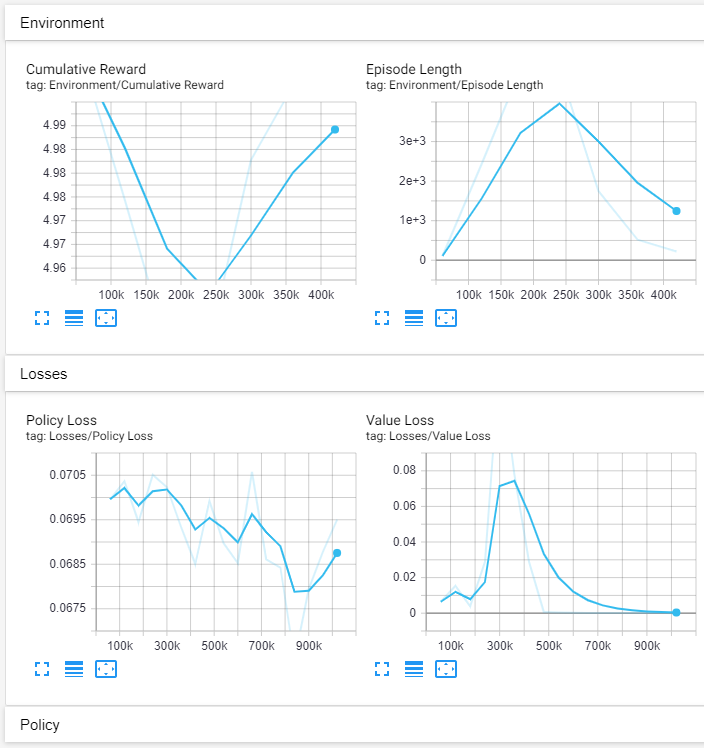 Environment
Cumulative Reward
tag: Environment/Cumulative Reward
4.99
4.98
4.98
4.98
4.97
4.97
4.96
100k 150k 200k 250k 300k 350k 400k
Episode Length
tag: Environment/Episode Length
3e+3
2e+3
1e+3
0
100k 150k 200k 250k 300k 350k 400k
Losses
Policy Loss
tag: Losses/Policy Loss
0.0705
0.0695
0.0685
0.0675
100k 300k 500k 700k 900k
Value Loss
tag: Losses/Value Loss
0.08
0.06
0.04
0.02
0
100k 300k 500k 700k 900k
Policy